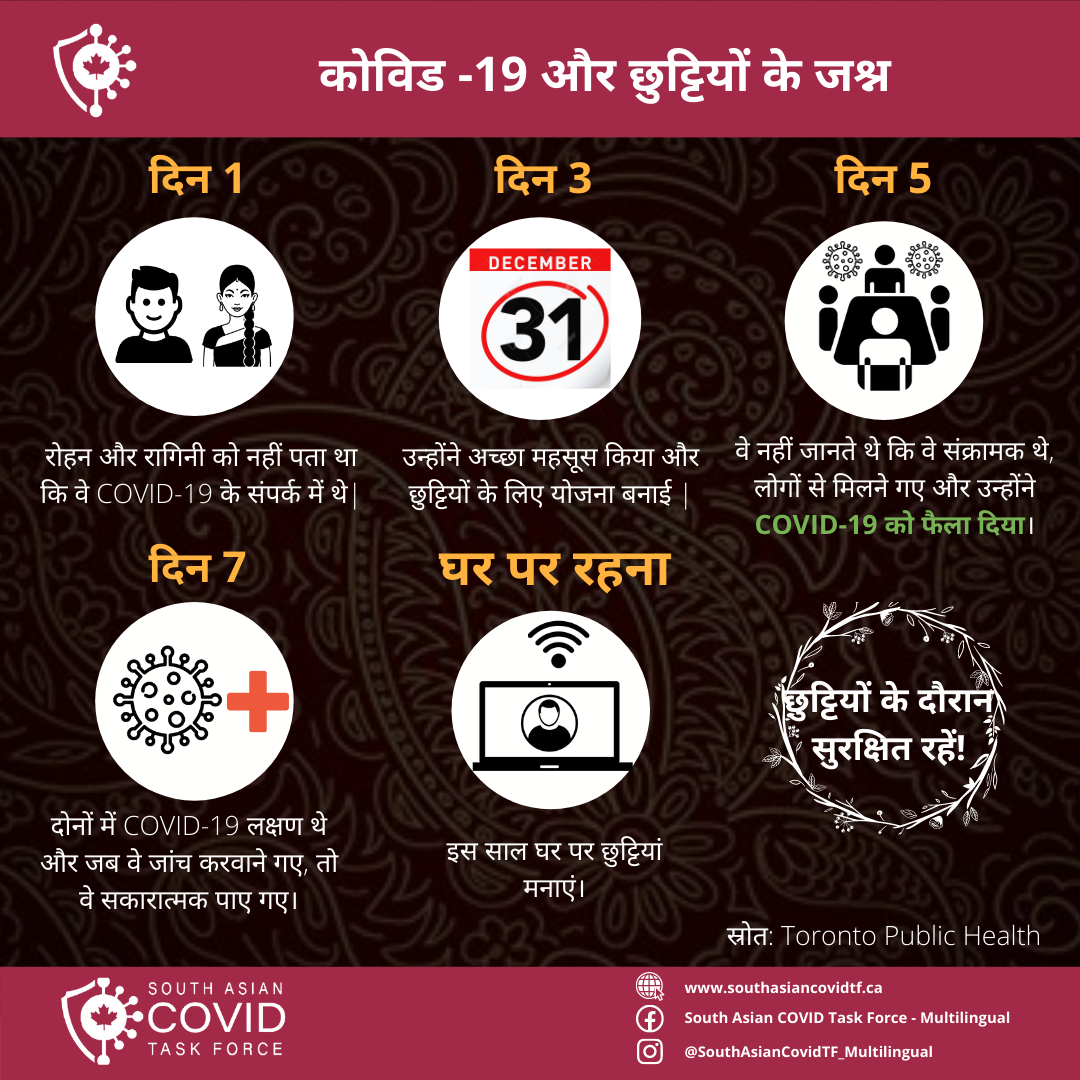 कोविड -19 और छुट्टियों के जश्न
दिन 1
रोहन और रागिनी को नहीं पता था
कि वे COVID-19 के संपर्क में थे|
दिन 3
DECEMBER
31
उन्होंने अच्छा महसूस किया और
छुट्टियों के लिए योजना बनाई |
दिन 5
वे नहीं जानते थे कि वे संक्रामक थे,
लोगों से मिलने गए और उन्होंने
COVID-19 को फैला दिया।
दिन 7
दोनों में COVID-19 लक्षण थे
और जब वे जांच करवाने गए, तो
वे सकारात्मक पाए गए।
घर पर रहना
इस साल घर पर छुट्टियां
मनाएं।
छुट्टियों के दौरान
सुरक्षित रहें!
स्रोत: Toronto Public Health
SOUTH ASIAN
COVID
TASK FORCE
www.southasiancovidtf.ca
South Asian COVID Task Force - Multilingual
@SouthAsianCovidTF_Multilingual